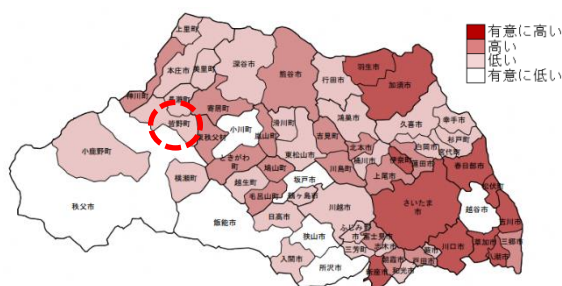 有意に高い
高い
低い
有意に低い
上里町
本庄市
美里町
神川町
深谷市
熊谷市
行田市
羽生市
加須市
長瀞町
皆野町
寄居町
小川町
東秩父村
嵐山町
滑川町
吉見町
鴻巣市
久喜市
幸手市
杉戸町
宮代町
白岡市
北本市
桶川市
伊奈町
蓮田市
上尾市
春日部市
松伏町
小鹿野町
秩父市
横瀬町
ときがわ町
東松山市
川島町
鳩山町
越生町
毛呂山町
坂戸市
鶴ヶ島市
日高市
飯能市
川越市
狭山市
入間市
所沢市
ふじみ野市
富士見市
三芳町
志木市
朝霞市
新座市
和光市
さいたま市
戸田市
蕨市
川口市
草加市
越谷市
吉川市
三郷市
八潮市